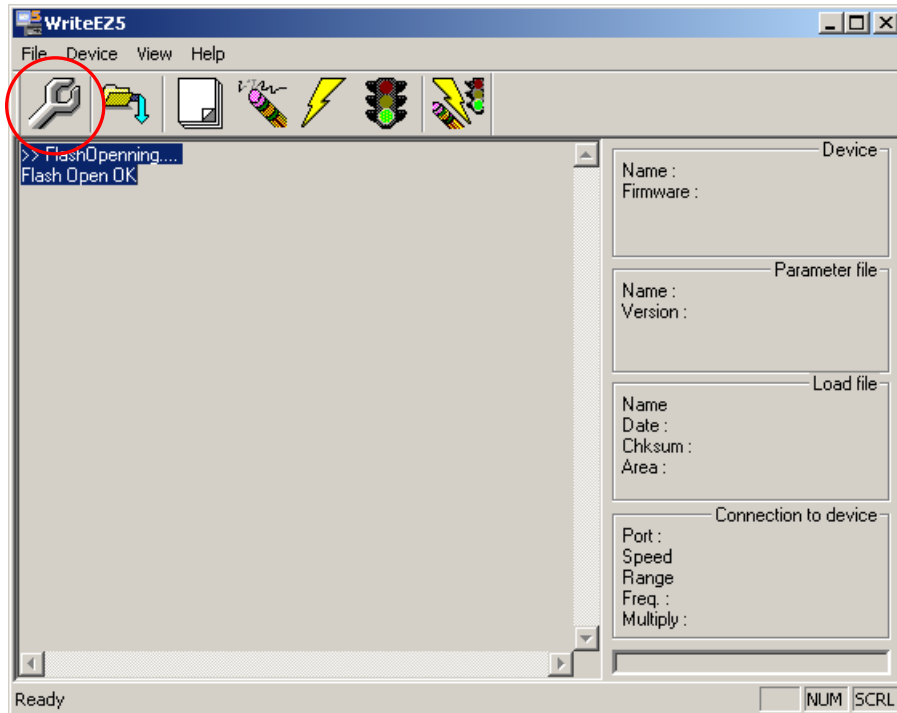 WriteEZ5
File Device View Help
>> FlashOpenning....
Flash Open OK
Device
Name :
Firmware :
Parameter file
Name :
Version :
Load file
Name
Date :
Chksum :
Area :
Connection to device
Port :
Speed
Range
Freq. :
Multiply :
Ready
NUM SCRL